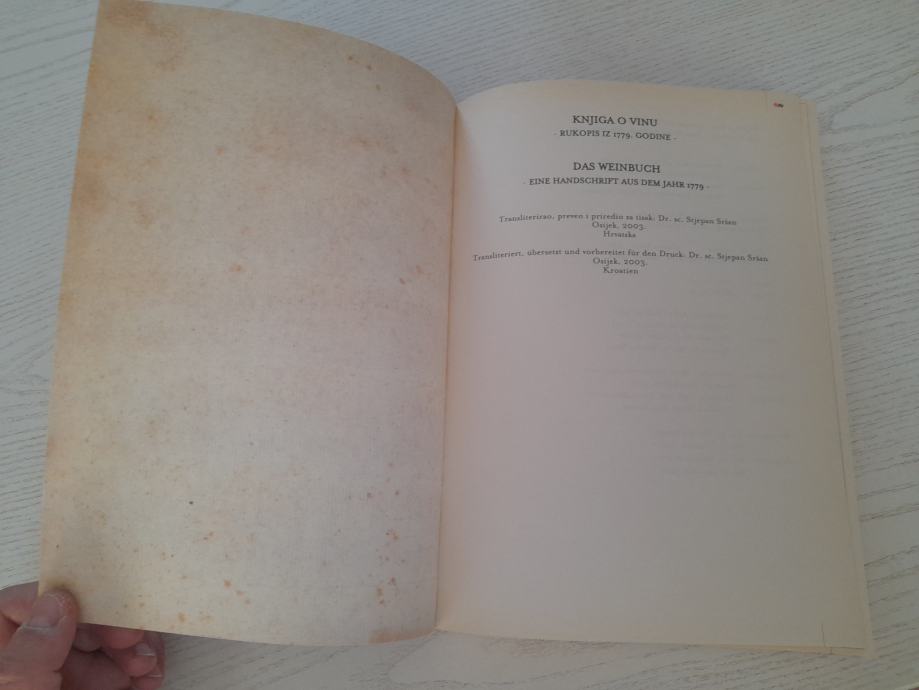 KNJIGA O VINU
- RUKOPIS IZ 1779. GODINE -
DAS WEINBUCH
- EINE HANDSCHRIFT AUS DEM JAHR 1779 -
Transliterirao, preveo i priredio za tisak: Dr. sc. Stjepan Sršan
Osijek, 2003.
Hrvatska
Transliteriert, übersetzt und vorbereitet für den Druck: Dr. sc. Stjepan Sršan
Osijek, 2003.
Kroatien